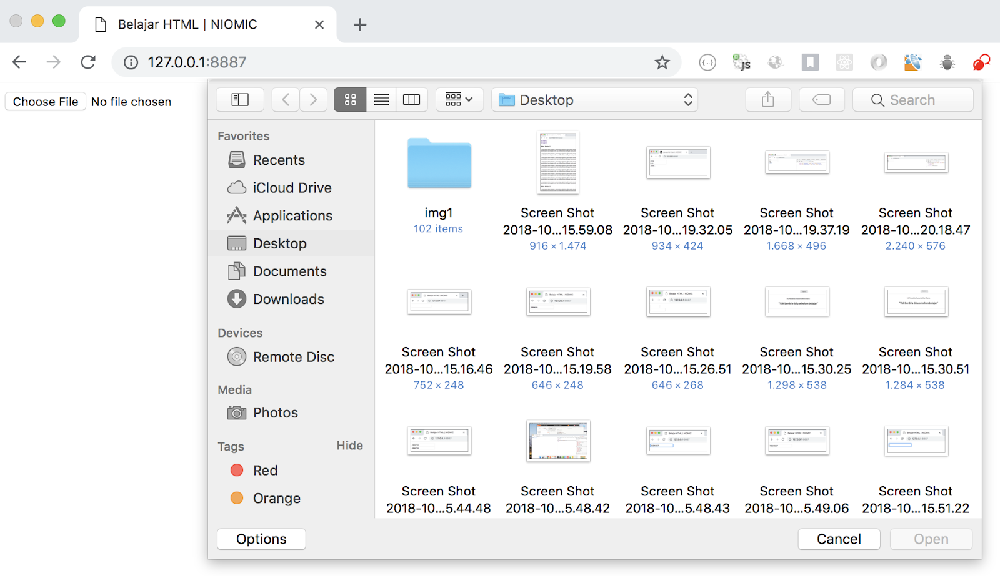 Belajar HTML | NIOMIC
127.0.0.1:8887
JS
Choose File No file chosen
Desktop
Search
Favorites
Recents
iCloud Drive
Applications
Desktop
Documents
Downloads
Devices
Remote Disc
Media
Photos
Tags Hide
Red
Orange
img1
102 items
Screen Shot
2018-10...15.59.08
916 × 1.474
Screen Shot
2018-10...19.32.05
934 × 424
Screen Shot
2018-10...19.37.19
1.668 × 496
Screen Shot
2018-10...20.18.47
2.240 × 576
Screen Shot
2018-10...15.16.46
752 × 248
Screen Shot
2018-10...15.19.58
646 × 248
Screen Shot
2018-10...15.26.51
646 × 268
Screen Shot
2018-10...15.30.25
1.298 × 538
Screen Shot
2018-10...15.30.51
1.284 × 538
Screen Shot
2018-10...5.44.48
Screen Shot
2018-10...5.48.42
Screen Shot
2018-10...5.48.43
Screen Shot
2018-10...5.49.06
Screen Shot
2018-10...15.51.22
Options
Cancel
Open